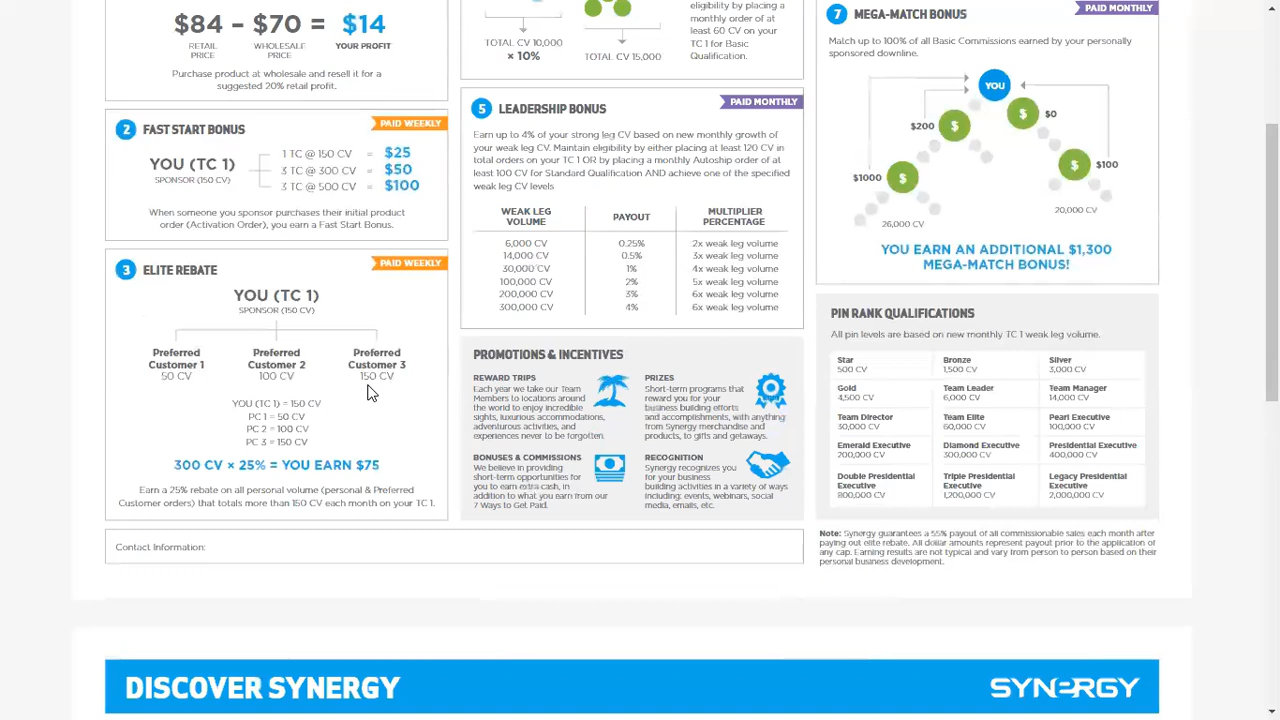 $84 – $70 = $14
RETAIL PRICE
WHOLESALE PRICE
YOUR PROFIT
Purchase product at wholesale and resell it for a
suggested 20% retail profit.
2 FAST START BONUS
PAID WEEKLY
YOU (TC 1)
SPONSOR (150 CV)
1 TC @ 150 CV = $25
3 TC @ 300 CV = $50
3 TC @ 500 CV = $100
When someone you sponsor purchases their initial product
order (Activation Order), you earn a Fast Start Bonus.
3 ELITE REBATE
PAID WEEKLY
YOU (TC 1)
SPONSOR (150 CV)
Preferred
Customer 1
50 CV
Preferred
Customer 2
100 CV
Preferred
Customer 3
150 CV
YOU (TC 1) = 150 CV
PC 1 = 50 CV
PC 2 = 100 CV
PC 3 = 150 CV
300 CV × 25% = YOU EARN $75
Earn a 25% rebate on all personal volume (personal & Preferred
Customer orders) that totals more than 150 CV each month on your TC 1.
Contact Information:
TOTAL CV 10,000
× 10%
TOTAL CV 15,000
eligibility by placing a
monthly order of at
least 60 CV on your
TC 1 for Basic
Qualification.
5 LEADERSHIP BONUS
PAID MONTHLY
Earn up to 4% of your strong leg CV based on new monthly growth of
your weak leg CV. Maintain eligibility by either placing at least 120 CV in
total orders on your TC 1 OR by placing a monthly Autoship order of at
least 100 CV for Standard Qualification AND achieve one of the specified
weak leg CV levels
WEAK LEG VOLUME PAYOUT MULTIPLIER PERCENTAGE
6,000 CV 0.25% 2x weak leg volume
14,000 CV 0.5% 3x weak leg volume
30,000 CV 1% 4x weak leg volume
100,000 CV 2% 5x weak leg volume
200,000 CV 3% 6x weak leg volume
300,000 CV 4% 6x weak leg volume
PROMOTIONS & INCENTIVES
REWARD TRIPS
Each year we take our Team
Members to locations around
the world to enjoy incredible
sights, luxurious accommodations,
adventurous activities, and
experiences never to be forgotten.
PRIZES
Short-term programs that
reward you for your
business building efforts
and accomplishments, with anything
from Synergy merchandise and
products, to gifts and getaways.
BONUSES & COMMISSIONS
We believe in providing
short-term opportunities for
you to earn extra cash, in
addition to what you earn from our
7 Ways to Get Paid.
RECOGNITION
Synergy recognizes you
for your business
building activities in a variety of ways
including: events, webinars, social
media, emails, etc.
7 MEGA-MATCH BONUS
PAID MONTHLY
Match up to 100% of all Basic Commissions earned by your personally
sponsored downline.
YOU
$200
$
$
$0
$1000
$
$
$100
26,000 CV
20,000 CV
YOU EARN AN ADDITIONAL $1,300
MEGA-MATCH BONUS!
PIN RANK QUALIFICATIONS
All pin levels are based on new monthly TC 1 weak leg volume.
Star
500 CV
Bronze
1,500 CV
Silver
3,000 CV
Gold
4,500 CV
Team Leader
6,000 CV
Team Manager
14,000 CV
Team Director
30,000 CV
Team Elite
60,000 CV
Pearl Executive
100,000 CV
Emerald Executive
200,000 CV
Diamond Executive
300,000 CV
Presidential Executive
400,000 CV
Double Presidential
Executive
800,000 CV
Triple Presidential
Executive
1,200,000 CV
Legacy Presidential
Executive
2,000,000 CV
Note: Synergy guarantees a 55% payout of all commissionable sales each month after
paying out elite rebate. All dollar amounts represent payout prior to the application of
any cap. Earning results are not typical and vary from person to person based on their
personal business development.
DISCOVER SYNERGY
SYNERGY